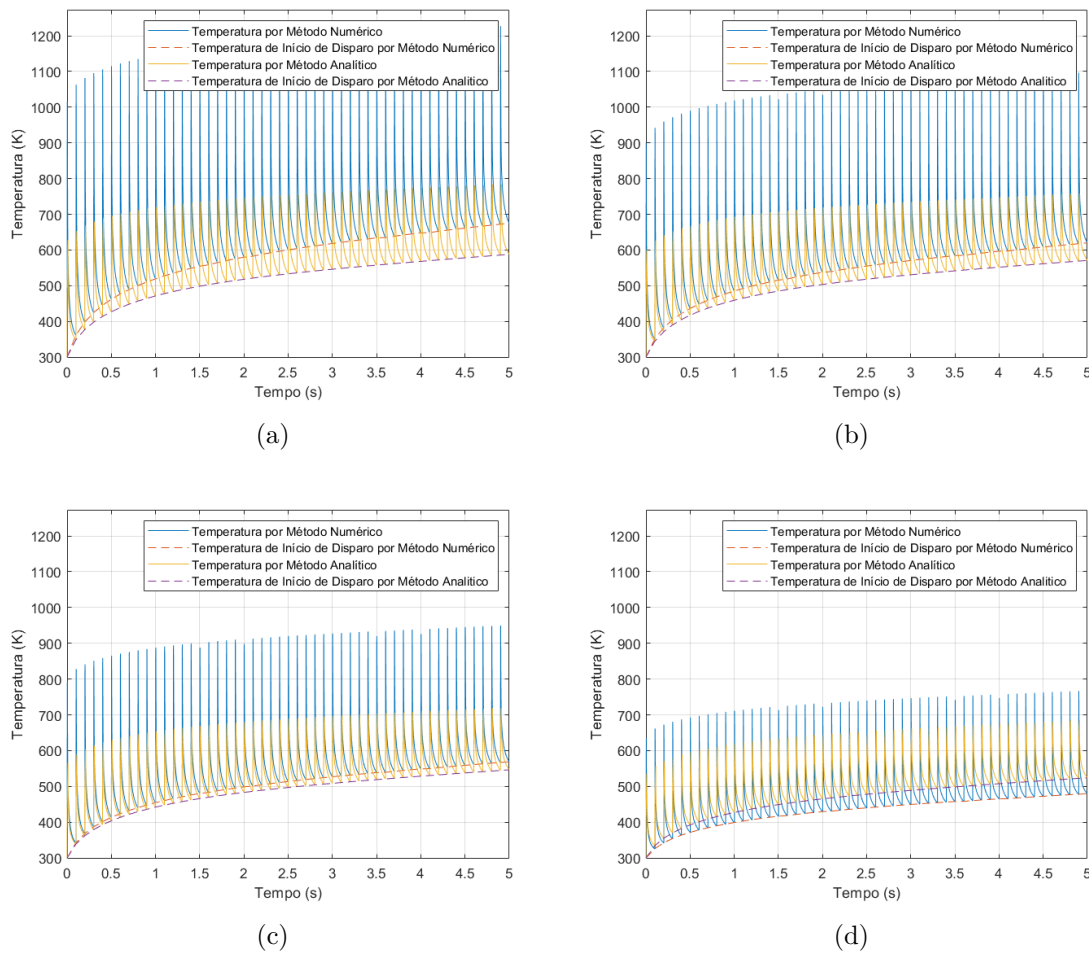 1200
1100
1000
900
800
700
600
500
400
300
Temperatura (K)
Temperatura por Método Numérico
Temperatura de Início de Disparo por Método Numérico
Temperatura por Método Analítico
Temperatura de Início de Disparo por Método Analitico
0 0.5 1 1.5 2 2.5 3 3.5 4 4.5 5
Tempo (s)
(a)
1200
1100
1000
900
800
700
600
500
400
300
Temperatura (K)
Temperatura por Método Numérico
Temperatura de Início de Disparo por Método Numérico
Temperatura por Método Analítico
Temperatura de Início de Disparo por Método Analitico
0 0.5 1 1.5 2 2.5 3 3.5 4 4.5 5
Tempo (s)
(b)
1200
1100
1000
900
800
700
600
500
400
300
Temperatura (K)
Temperatura por Método Numérico
Temperatura de Início de Disparo por Método Numérico
Temperatura por Método Analítico
Temperatura de Início de Disparo por Método Analitico
0 0.5 1 1.5 2 2.5 3 3.5 4 4.5 5
Tempo (s)
(c)
1200
1100
1000
900
800
700
600
500
400
300
Temperatura (K)
Temperatura por Método Numérico
Temperatura de Início de Disparo por Método Numérico
Temperatura por Método Analítico
Temperatura de Início de Disparo por Método Analitico
0 0.5 1 1.5 2 2.5 3 3.5 4 4.5 5
Tempo (s)
(d)